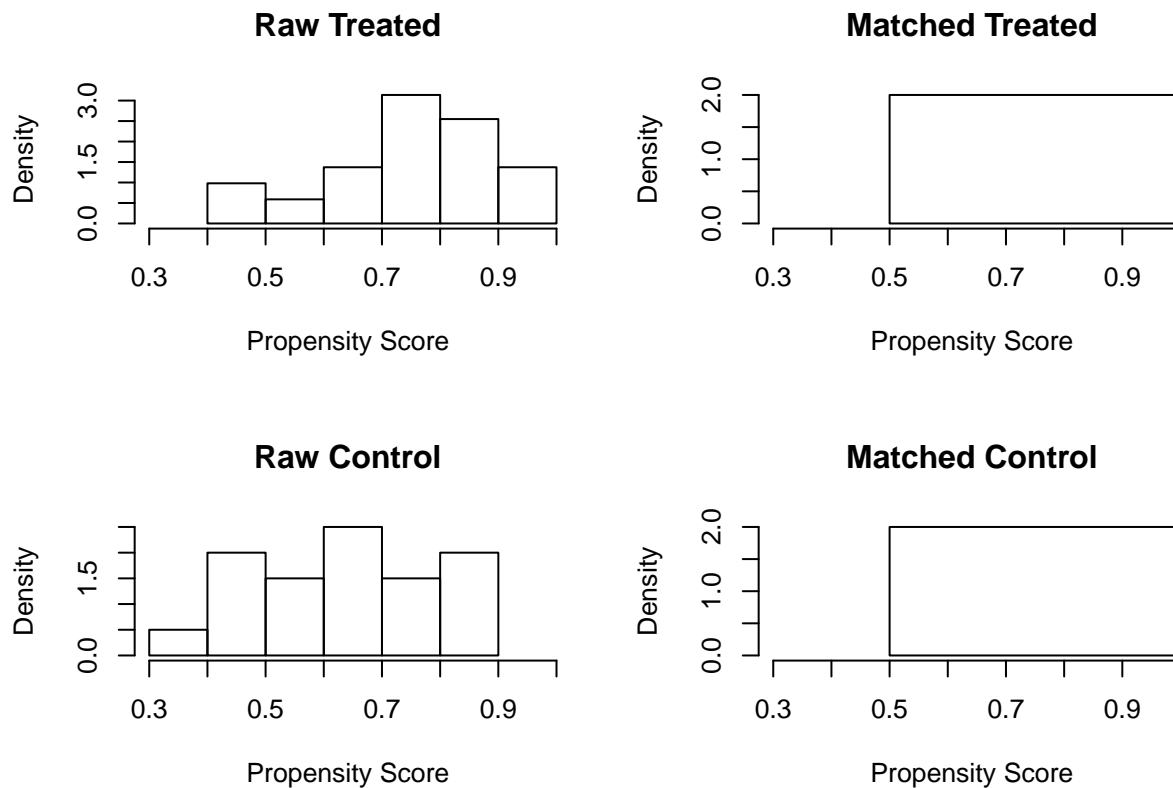 Raw Treated
Density
0.0 1.5 3.0
0.3 0.5 0.7 0.9
Propensity Score
Matched Treated
Density
0.0 1.0 2.0
0.3 0.5 0.7 0.9
Propensity Score
Raw Control
Density
0.0 1.5
0.3 0.5 0.7 0.9
Propensity Score
Matched Control
Density
0.0 1.0 2.0
0.3 0.5 0.7 0.9
Propensity Score